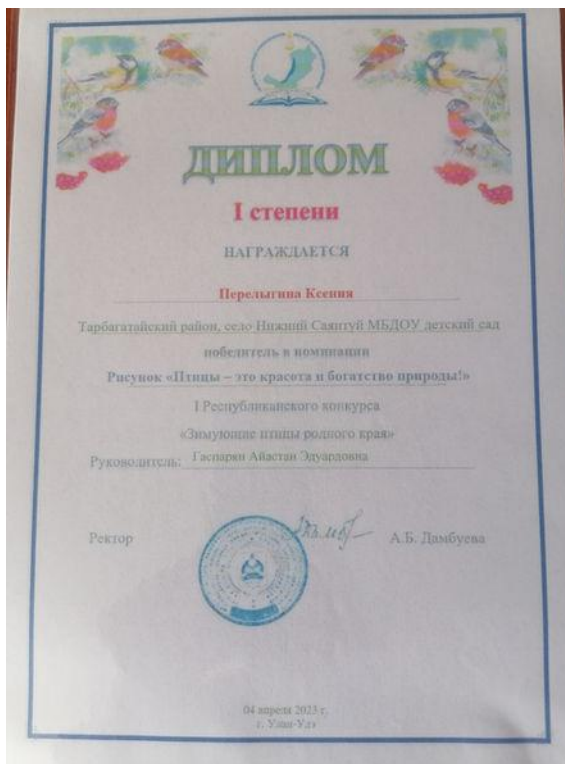 ДИПЛОМ
I степени
НАГРАЖДАЕТСЯ
Перелыгина Ксения
Тарбагатайский район, село Нижний Саянтуй МБДОУ детский сад
победитель в номинации
Рисунок «Птицы – это красота и богатство природы!»
I Республиканского конкурса
«Зимующие птицы родного края»
Руководитель: Гаспарян Айастан Эдуардовна
Ректор А.Б. Дамбуева
04 апреля 2023 г.
г. Улан-Удэ